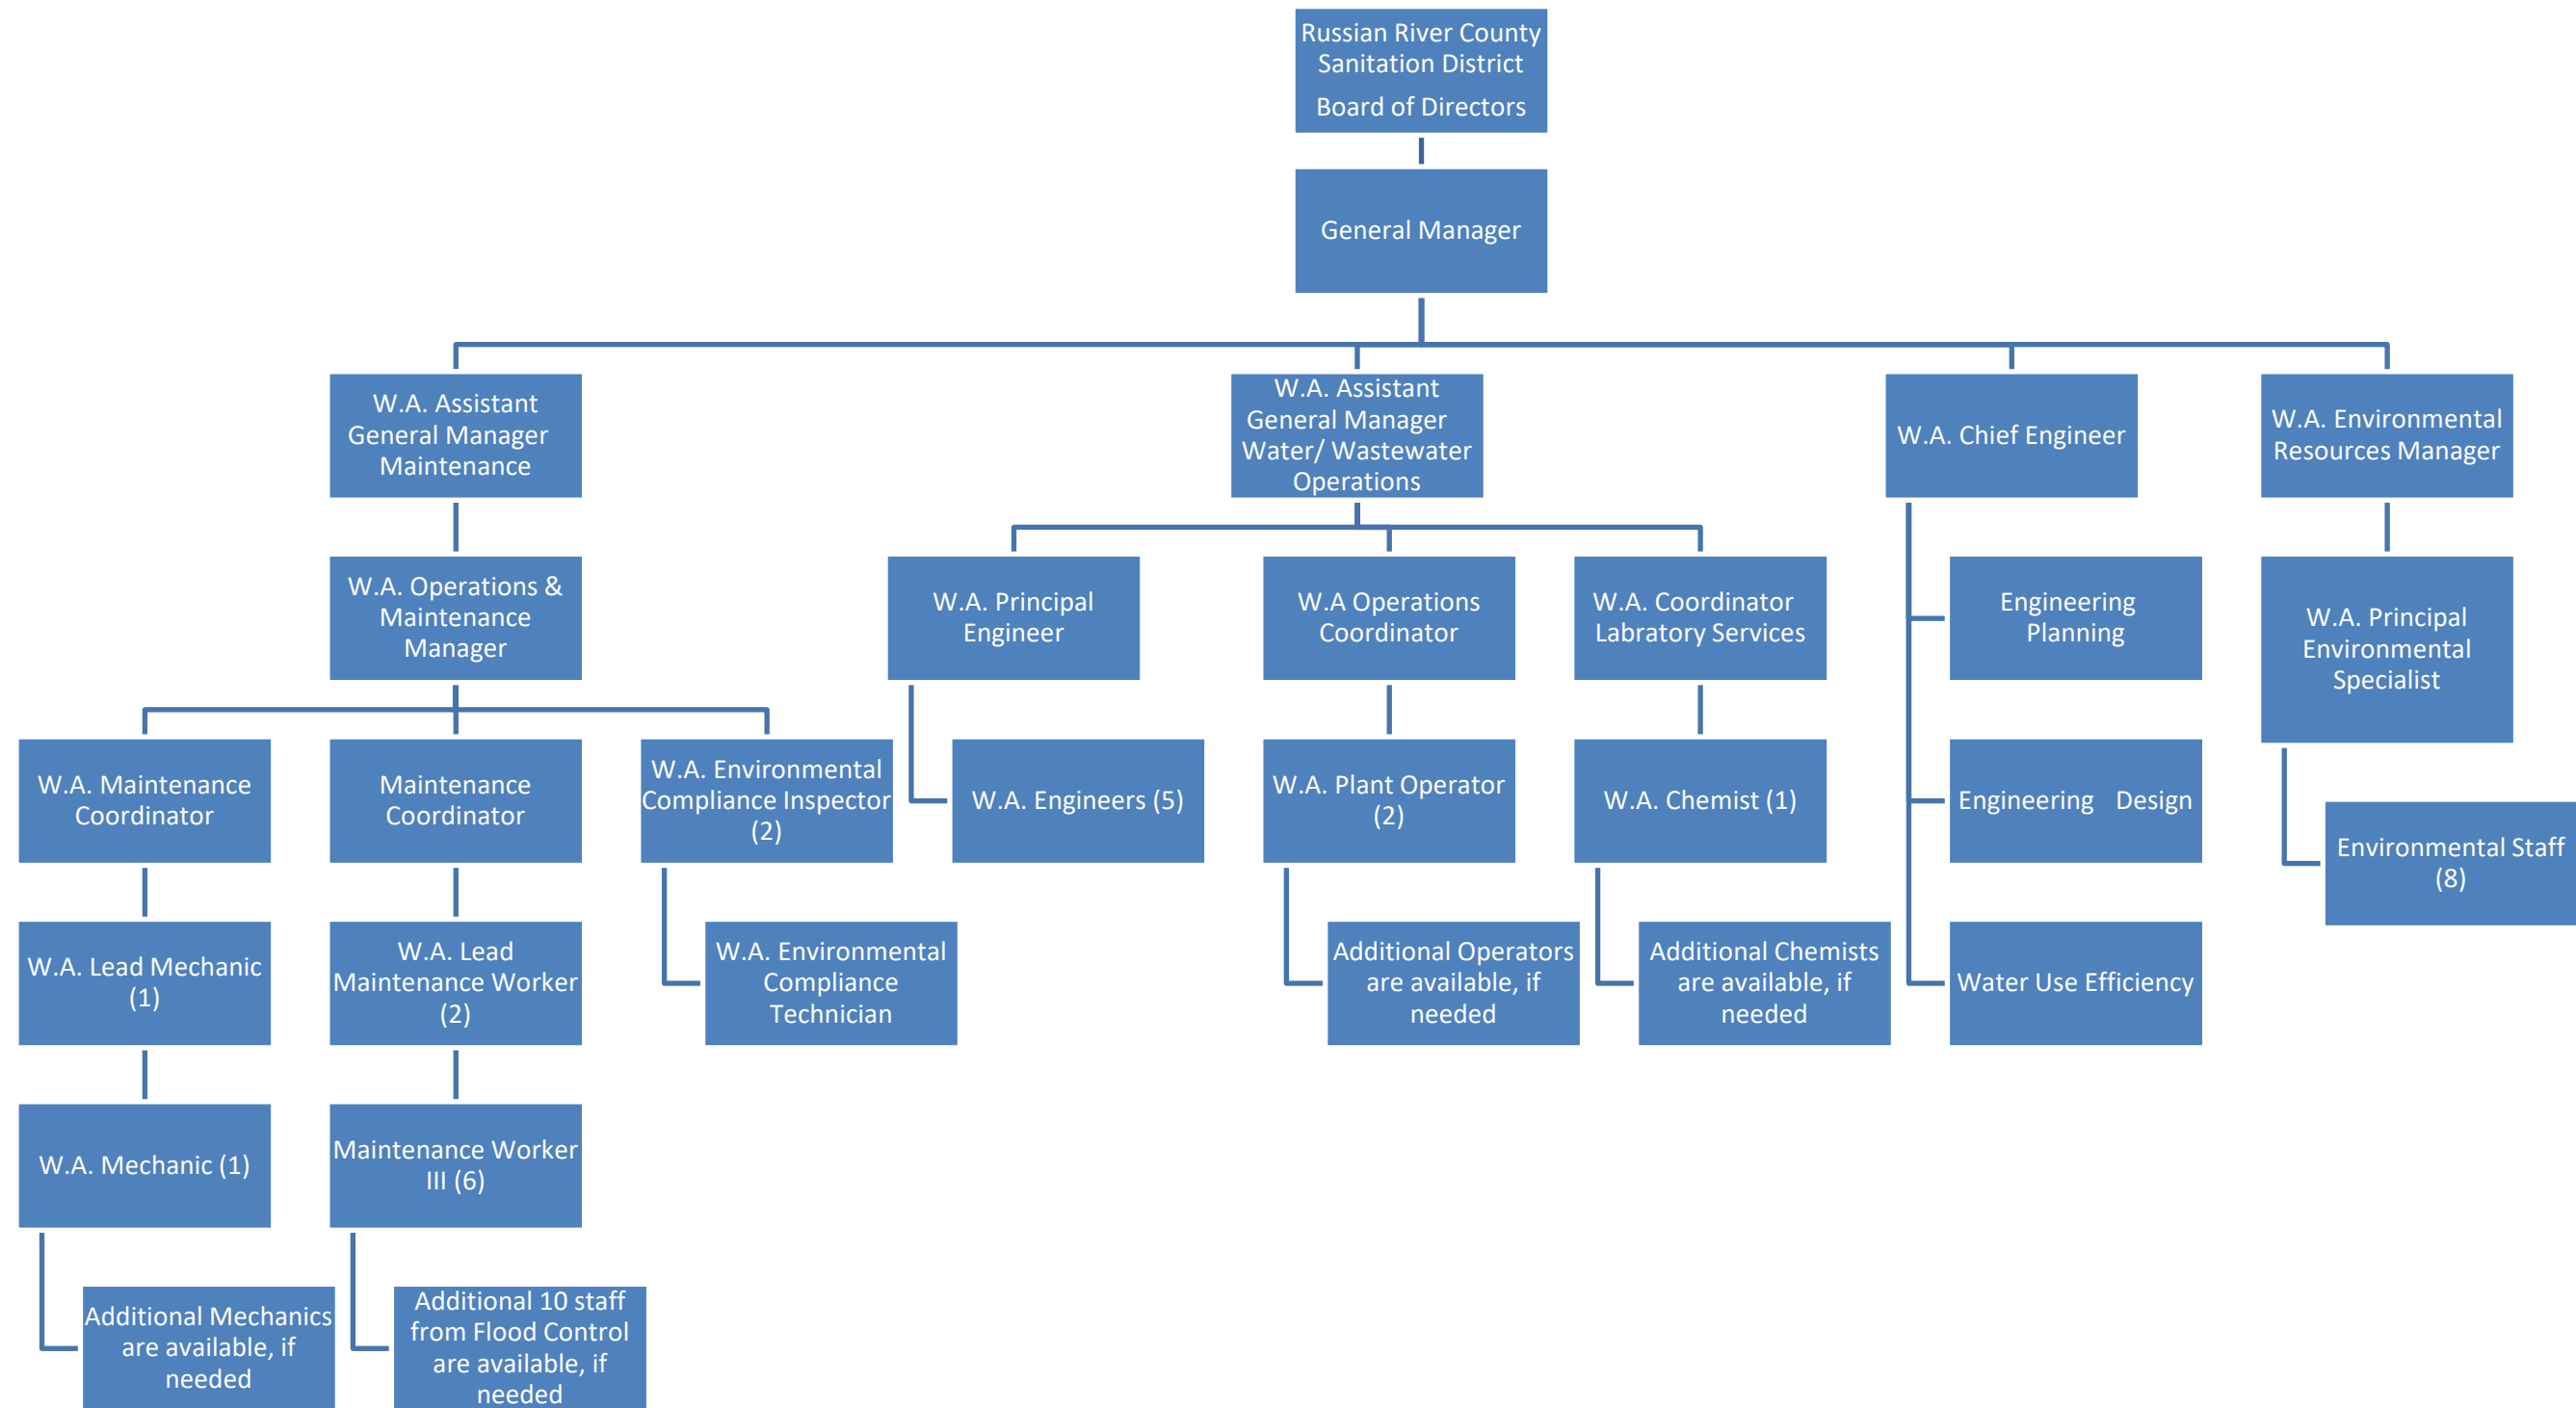 Russian River County
Sanitation District
Board of Directors
General Manager
W.A. Assistant
General Manager
Maintenance
W.A. Assistant
General Manager
Water/ Wastewater
Operations
W.A. Chief Engineer
W.A. Environmental
Resources Manager
W.A. Operations &
Maintenance
Manager
W.A. Principal
Engineer
W.A Operations
Coordinator
W.A. Coordinator
Labratory Services
Engineering
Planning
W.A. Principal
Environmental
Specialist
W.A. Maintenance
Coordinator
Maintenance
Coordinator
W.A. Environmental
Compliance Inspector
(2)
W.A. Engineers (5)
W.A. Plant Operator
(2)
W.A. Chemist (1)
Engineering Design
Environmental Staff
(8)
W.A. Lead Mechanic
(1)
W.A. Lead
Maintenance Worker
(2)
W.A. Environmental
Compliance
Technician
Additional Operators
are available, if
needed
Additional Chemists
are available, if
needed
Water Use Efficiency
W.A. Mechanic (1)
Maintenance Worker
III (6)
Additional Mechanics
are available, if
needed
Additional 10 staff
from Flood Control
are available, if
needed